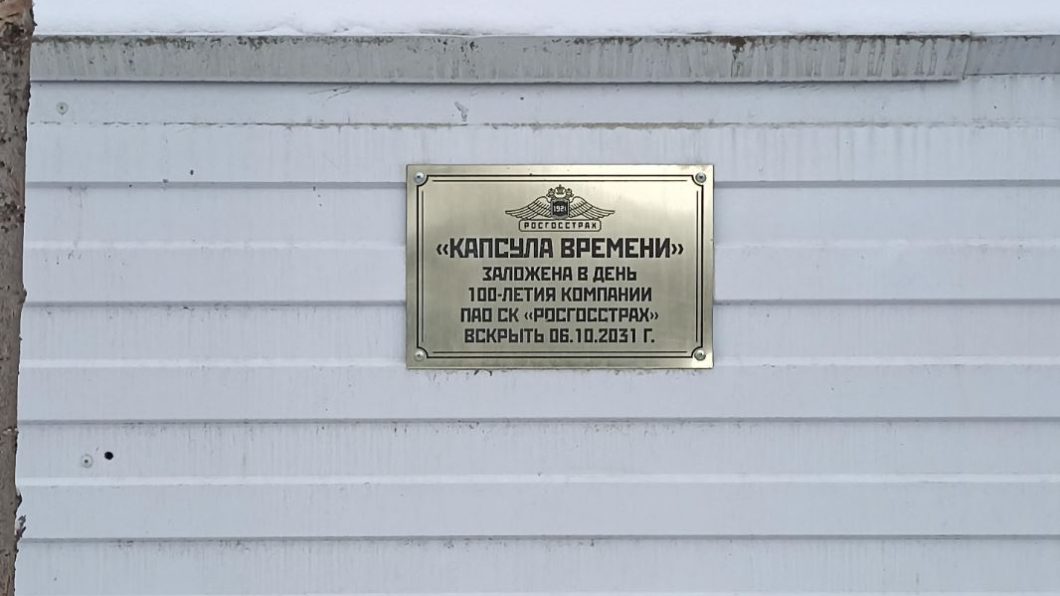 1921
РОСГОССТРАХ
«КАПСУЛА ВРЕМЕНИ»
ЗАЛОЖЕНА В ДЕНЬ
100-ЛЕТИЯ КОМПАНИИ
ПАО СК «РОСГОССТРАХ»
ВСКРЫТЬ 06.10.2031 Г.